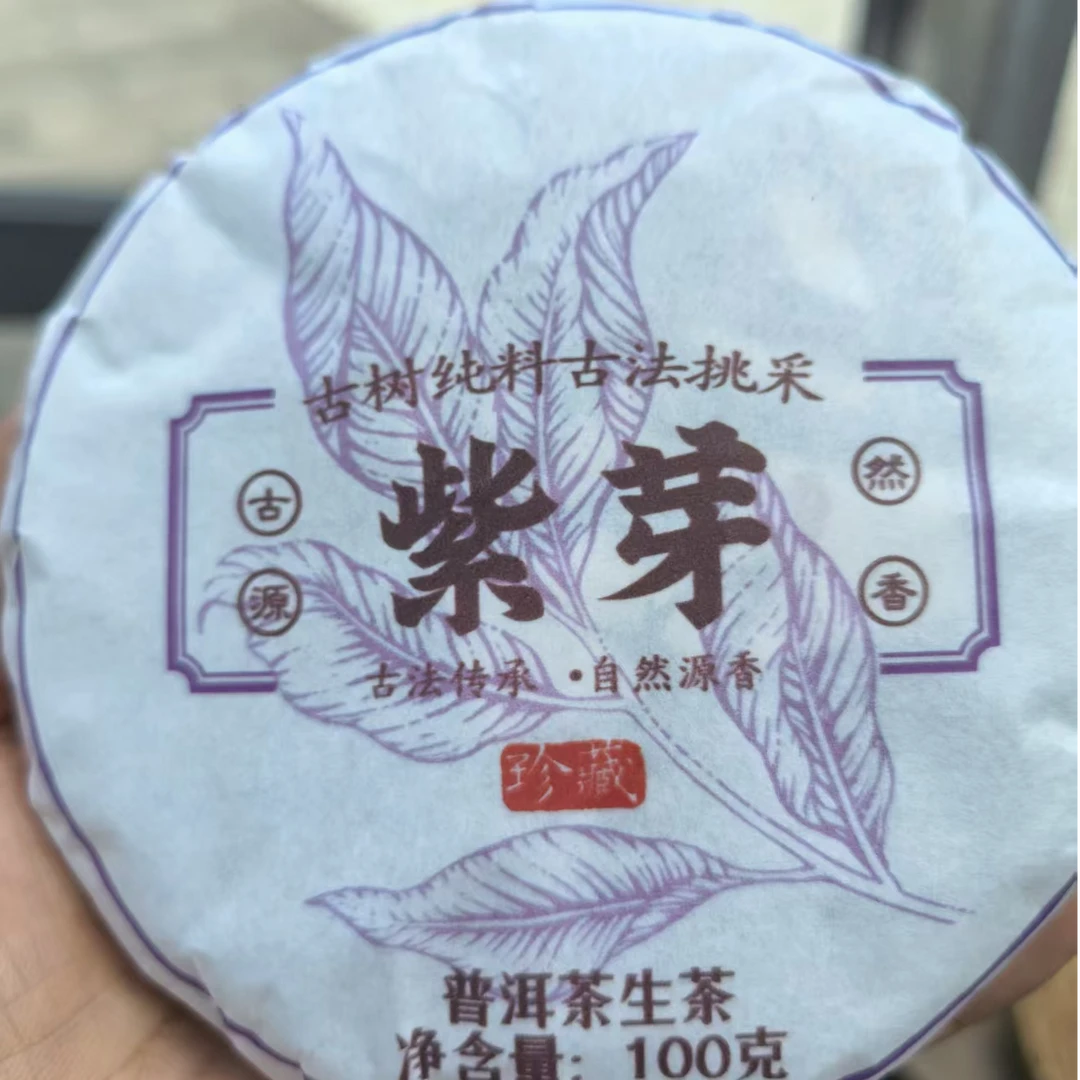 古树纯料古法挑采
紫芽
古源
然香
古法传承·自然源香
珍藏
普洱茶生茶
净含量：100克